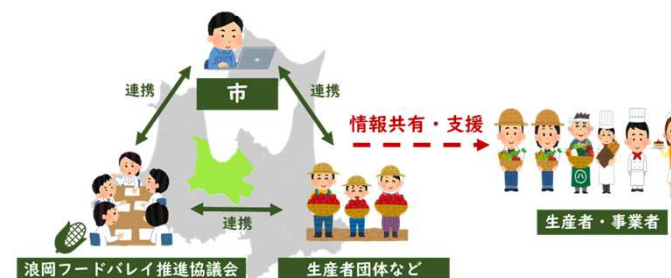 市
連携
連携
情報共有・支援
連携
生産者・事業者
浪岡フードバレイ推進協議会
生産者団体など